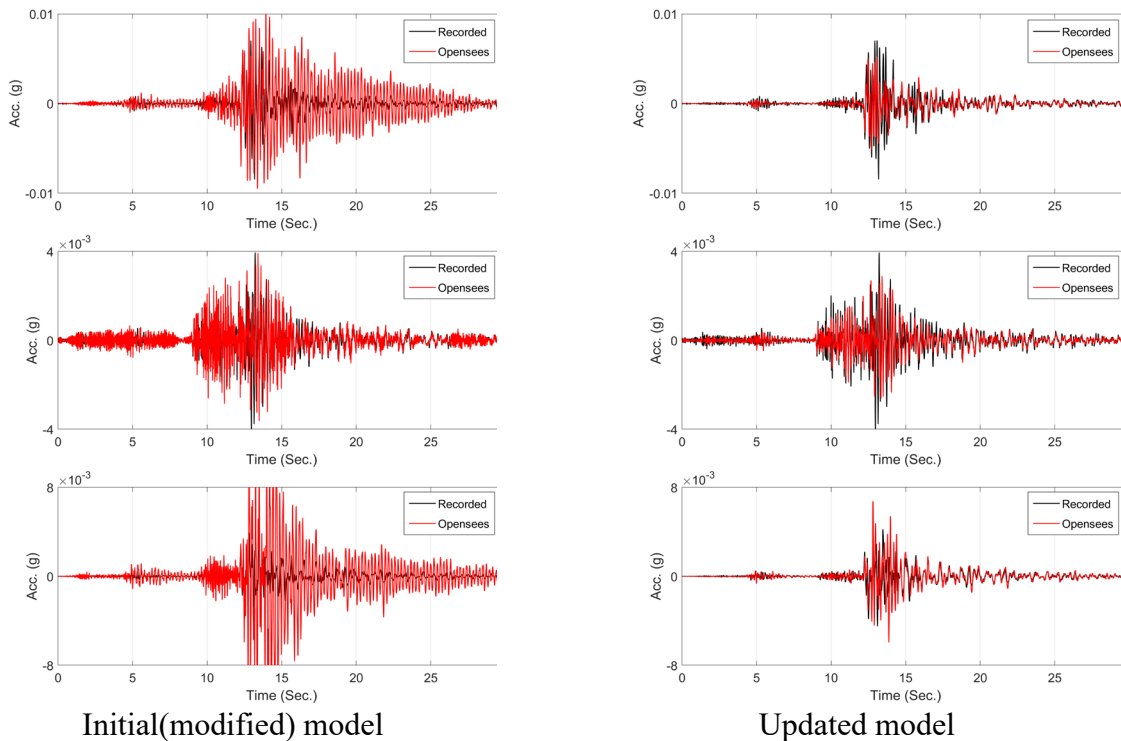 0.01
Recorded
Opensees
Acc. (g)
0
-0.01
0 5 10 15 20 25
Time (Sec.)
0.01
Recorded
Opensees
Acc. (g)
0
-0.01
0 5 10 15 20 25
Time (Sec.)
×10⁻³
4
Recorded
Opensees
Acc. (g)
0
-4
0 5 10 15 20 25
Time (Sec.)
×10⁻³
4
Recorded
Opensees
Acc. (g)
0
-4
0 5 10 15 20 25
Time (Sec.)
×10⁻³
8
Recorded
Opensees
Acc. (g)
0
-8
0 5 10 15 20 25
Time (Sec.)
×10⁻³
8
Recorded
Opensees
Acc. (g)
0
-8
0 5 10 15 20 25
Time (Sec.)
Initial(modified) model
Updated model